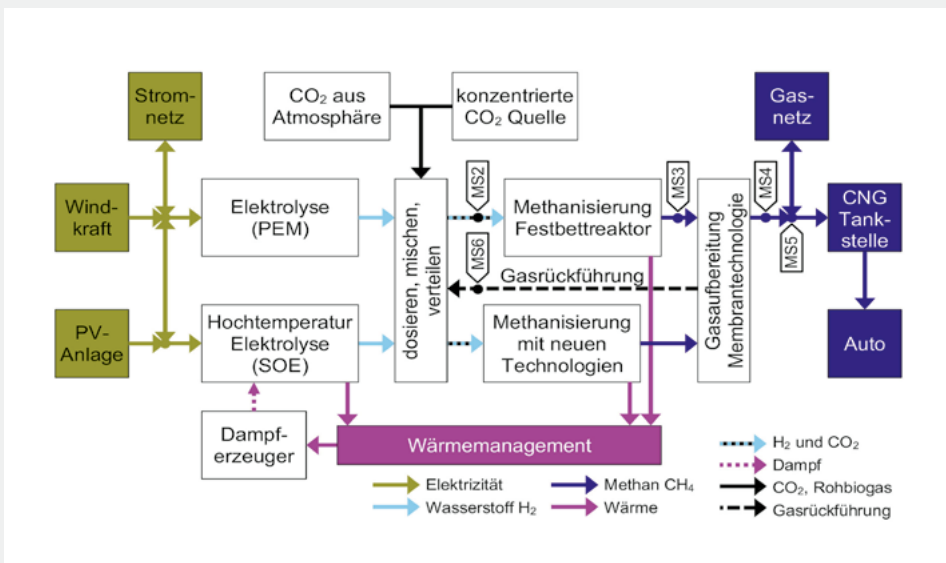 Strom-
netz
CO₂ aus
Atmosphäre
konzentrierte
CO₂ Quelle
Gas-
netz
Wind-
kraft
Elektrolyse
(PEM)
dosieren, mischen,
verteilen
MS2
Methanisierung
Festbettreaktor
MS3
Gasaufbereitung
Membrantechnologie
MS4
MS5
CNG
Tank-
stelle
MS6
Gasrückführung
PV-
Anlage
Hochtemperatur
Elektrolyse
(SOE)
Methanisierung
mit neuen
Technologien
Auto
Dampf-
erzeuger
Wärmemanagement
H₂ und CO₂
Dampf
CO₂, Rohbiogas
Gasrückführung
Elektrizität
Methan CH₄
Wasserstoff H₂
Wärme